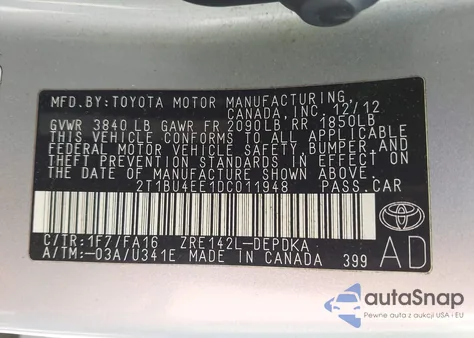 MFD. BY: TOYOTA MOTOR MANUFACTURING
CANADA, INC. 12/12
GVWR 3840 LB GAWR FR 2090LB RR 1850LB
THIS VEHICLE CONFORMS TO ALL APPLICABLE
FEDERAL MOTOR VEHICLE SAFETY, BUMPER, AND
THEFT PREVENTION STANDARDS IN EFFECT
ON THE DATE OF MANUFACTURE SHOWN ABOVE.
2T1BU4EE1DC011948 PASS. CAR
C/TR: 1F7/FA16 ZRE142L-DEPDKA
A/TM: -03A/U341E MADE IN CANADA 399
AD
TOYOTA
autoSnap
Pewne auta z aukcji USA i EU